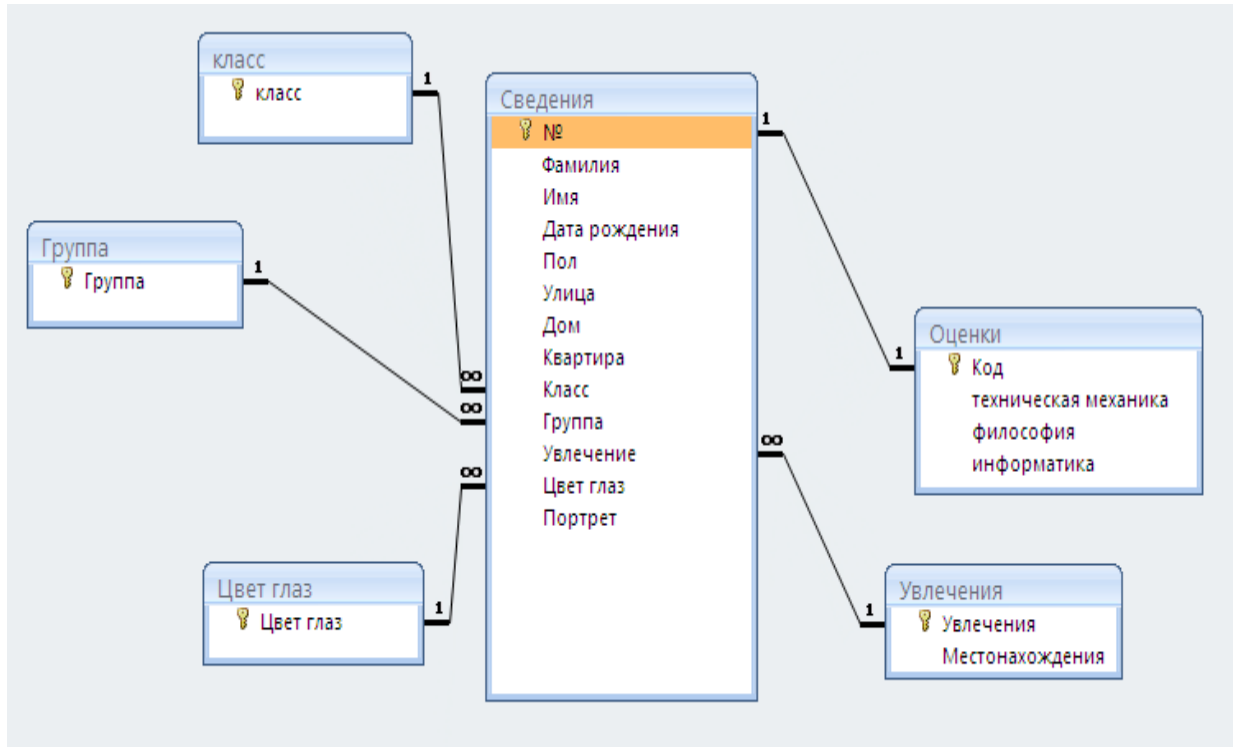 класс
класс
1
∞
Группа
Группа
1
∞
Цвет глаз
Цвет глаз
1
∞
Сведения
№
Фамилия
Имя
Дата рождения
Пол
Улица
Дом
Квартира
Класс
Группа
Увлечение
Цвет глаз
Портрет
1
∞
Оценки
Код
техническая механика
философия
информатика
1
Увлечения
Увлечения
Местонахождения
1